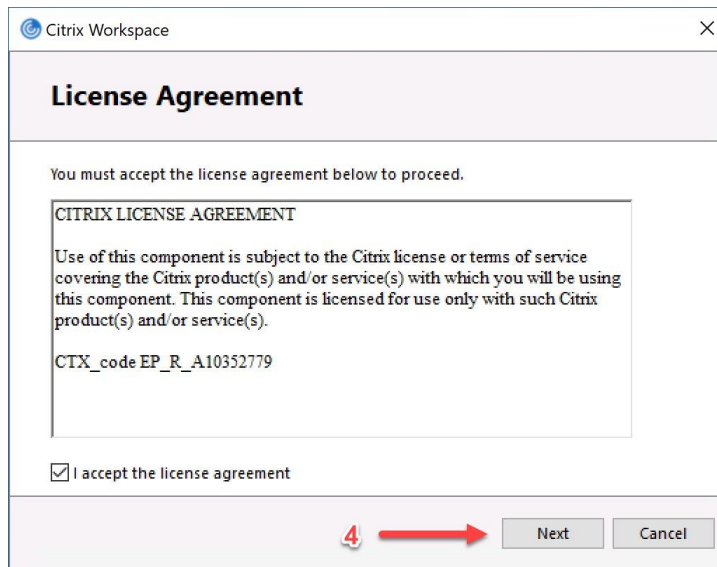 Citrix Workspace
License Agreement
You must accept the license agreement below to proceed.
CITRIX LICENSE AGREEMENT
Use of this component is subject to the Citrix license or terms of service
covering the Citrix product(s) and/or service(s) with which you will be using
this component. This component is licensed for use only with such Citrix
product(s) and/or service(s).
CTX_code EP_R_A10352779
I accept the license agreement
4
Next Cancel